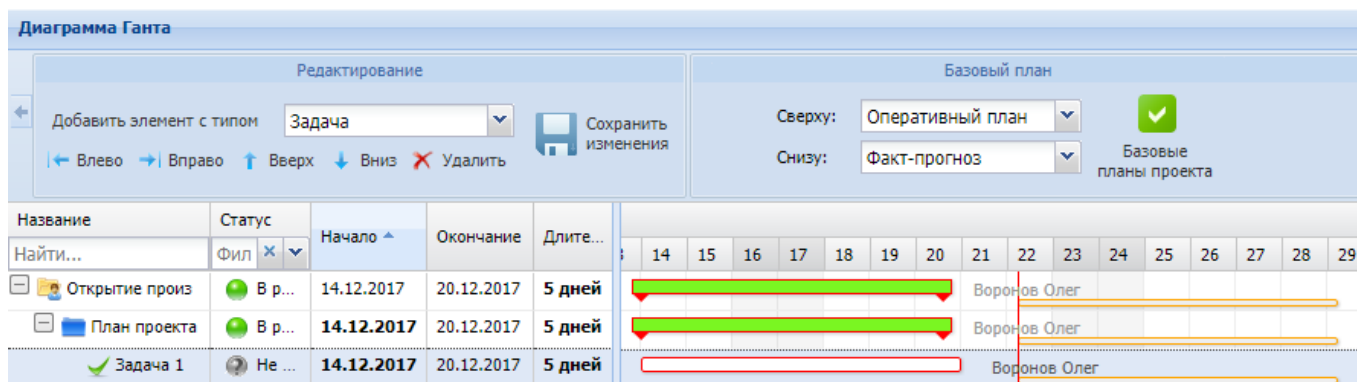 Диаграмма Ганта
Редактирование
Базовый план
Добавить элемент с типом Задача
Сохранить изменения
Влево Вправо Вверх Вниз Удалить
Сверху: Оперативный план
Снизу: Факт-прогноз
Базовые планы проекта
Название Статус Начало Окончание Длите...
Найти... Фил
14 15 16 17 18 19 20 21 22 23 24 25 26 27 28 29
Открытие произ В р... 14.12.2017 20.12.2017 5 дней Воронов Олег
План проекта В р... 14.12.2017 20.12.2017 5 дней Воронов Олег
Задача 1 Не ... 14.12.2017 20.12.2017 5 дней Воронов Олег